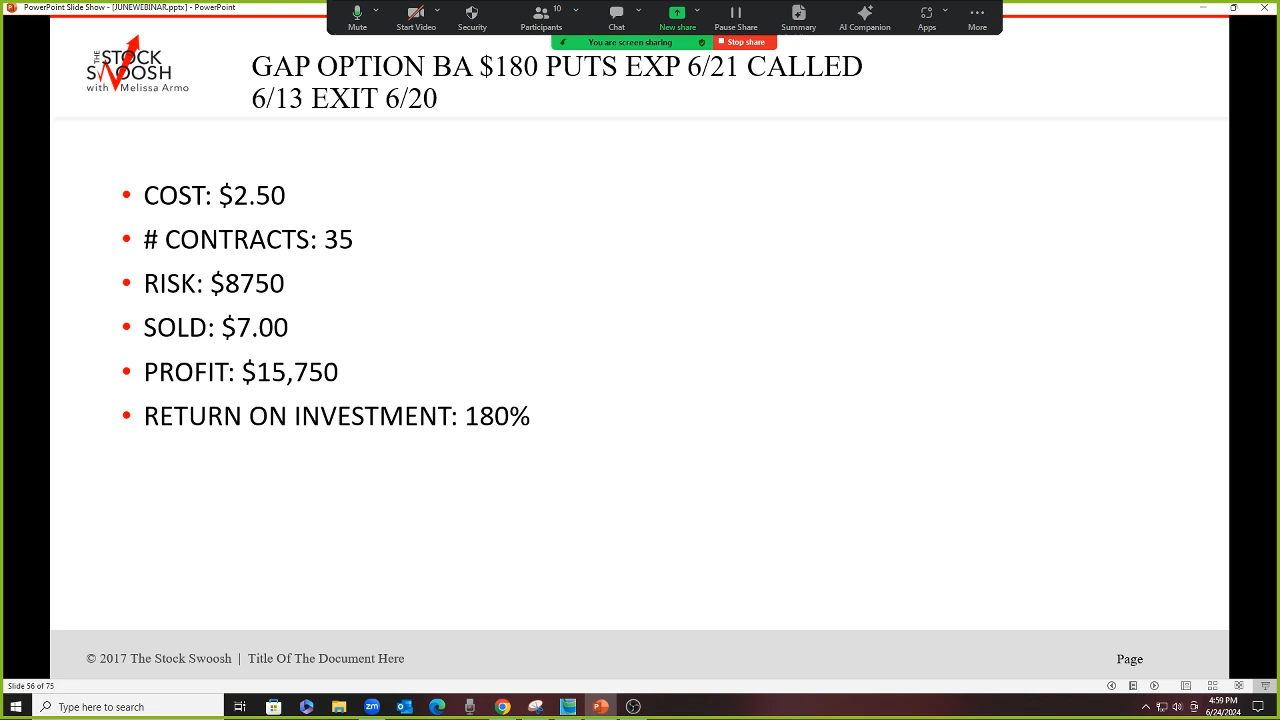 PowerPoint Slide Show - [JUNEWEBINAR.pptx] - PowerPoint
Mute
Start Video
Security
Participants
10
Chat
New share
Pause Share
Summary
AI Companion
Apps
More
You are screen sharing
Stop share
THE STOCK
SWOOSH
with Melissa Armo
GAP OPTION BA $180 PUTS EXP 6/21 CALLED
6/13 EXIT 6/20
• COST: $2.50
• # CONTRACTS: 35
• RISK: $8750
• SOLD: $7.00
• PROFIT: $15,750
• RETURN ON INVESTMENT: 180%
© 2017 The Stock Swoosh | Title Of The Document Here
Page
Slide 56 of 75
Type here to search
zm
4:59 PM
6/24/2024